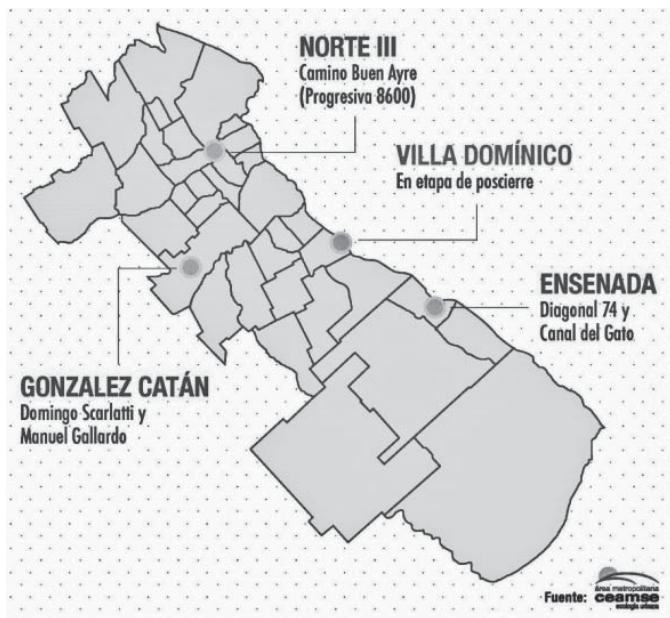 NORTE III
Camino Buen Ayre
(Progresiva 8600)
VILLA DOMÍNICO
En etapa de poscierre
ENSENADA
Diagonal 74 y
Canal del Gato
GONZALEZ CATÁN
Domingo Scarlatti y
Manuel Gallardo
Fuente:
área metropolitana
ceamse
ecología urbana